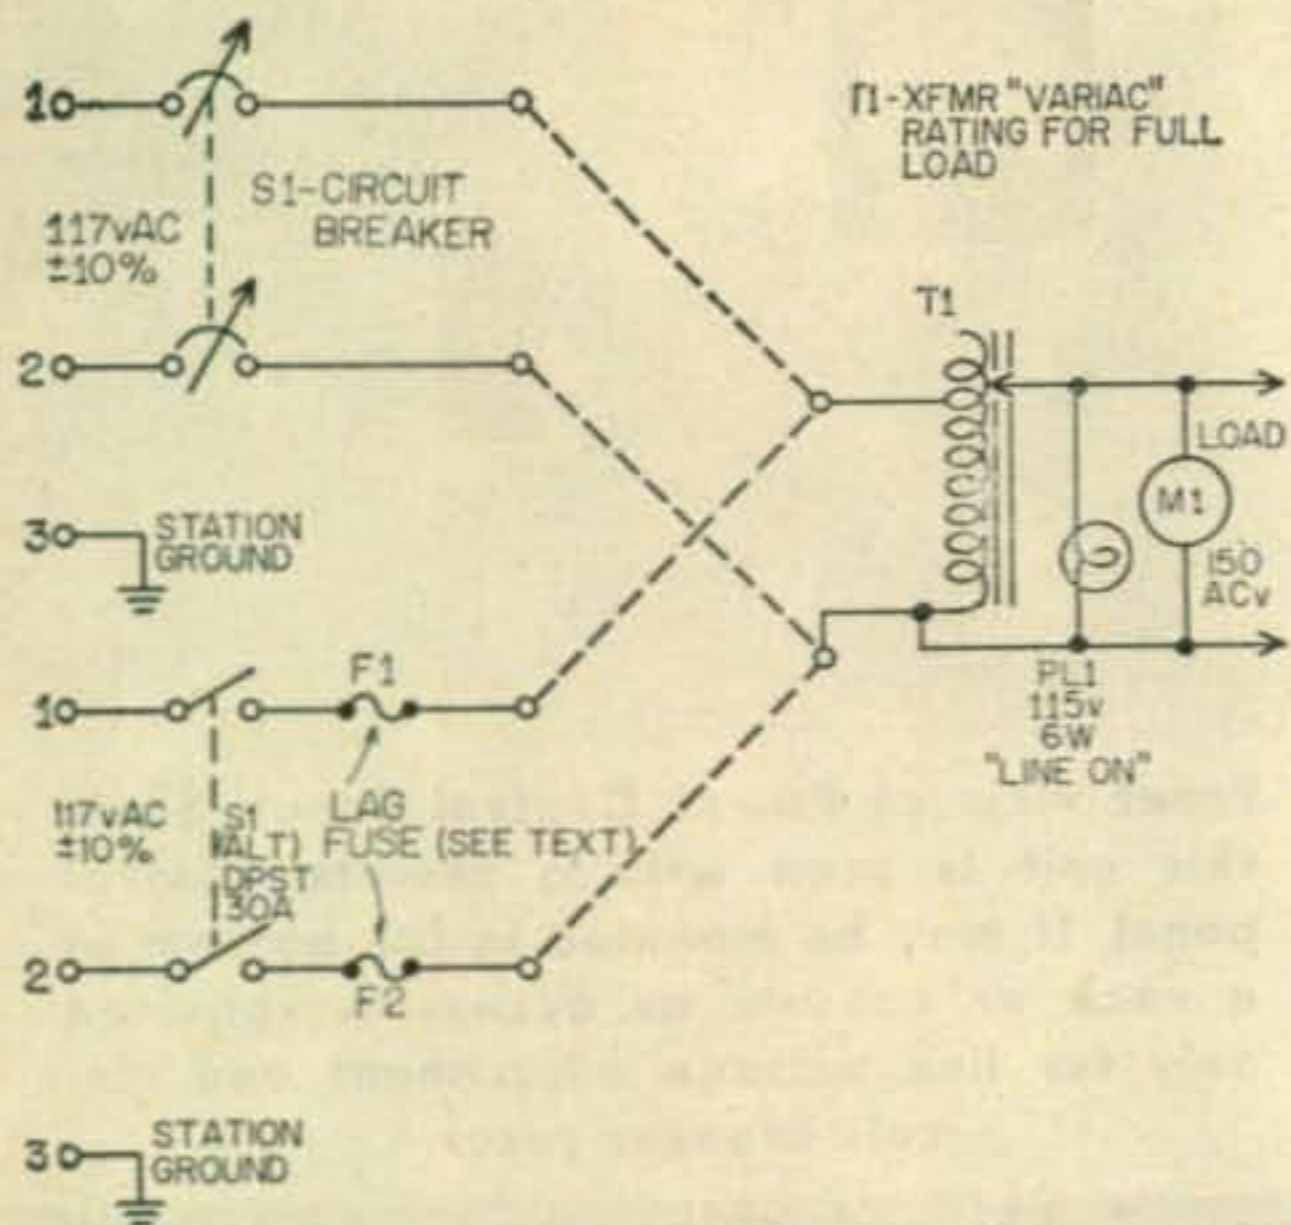 1
S1-CIRCUIT
BREAKER
117vAC
±10%
2
3
STATION
GROUND
T1-XFMR "VARIAC"
RATING FOR FULL
LOAD
T1
LOAD
M1
150
ACv
PL1
115v
6W
"LINE ON"
1
F1
117vAC
±10%
S1
(ALT)
DPST
30A
LAG
FUSE (SEE TEXT)
2
F2
3
STATION
GROUND